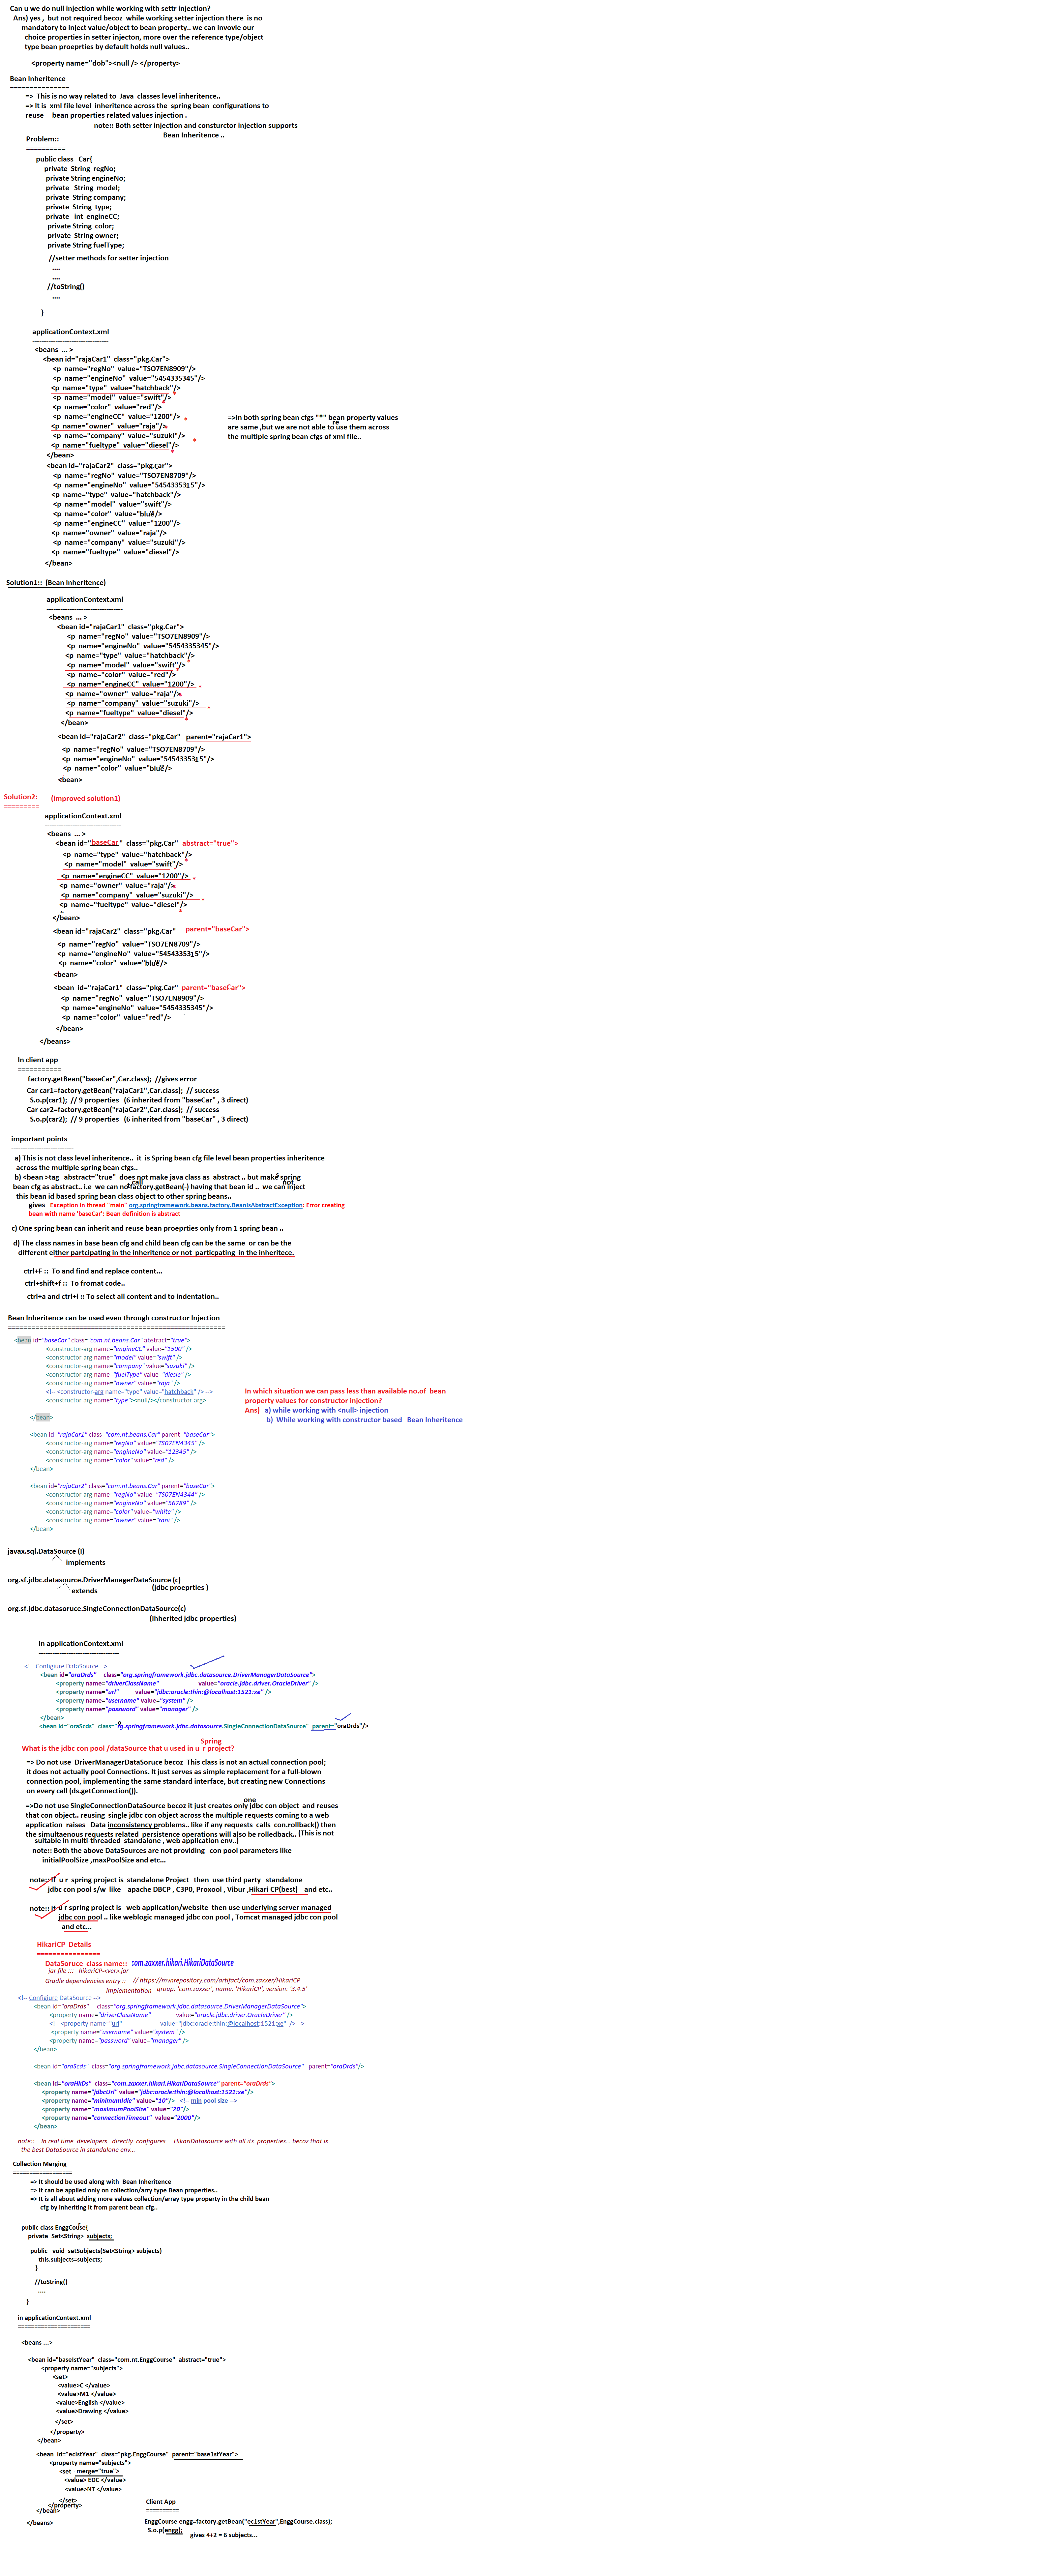 Can u we do null injection while working with settr injection?
Ans) yes , but not required becoz while working setter injection there is no
mandatory to inject value/object to bean property.. we can invovle our
choice properties in setter injecton, more over the reference type/object
type bean proeprties by default holds null values..
<property name="dob"><null /> </property>
Bean Inheritence
===============
=> This is no way related to Java classes level inheritence..
=> It is xml file level inheritence across the spring bean configurations to
reuse bean properties related values injection .
note:: Both setter injection and consturctor injection supports
Bean Inheritence ..
Problem::
==========
public class Car{
private String regNo;
private String engineNo;
private String model;
private String company;
private String type;
private int engineCC;
private String color;
private String owner;
private String fuelType;
//setter methods for setter injection
....
....
//toString()
....
}
applicationContext.xml
---------------------------------
<beans ... >
<bean id="rajaCar1" class="pkg.Car">
<p name="regNo" value="TSO7EN8909"/>
<p name="engineNo" value="5454335345"/>
<p name="type" value="hatchback"/>
<p name="model" value="swift"/>
<p name="color" value="red"/>
<p name="engineCC" value="1200"/>
<p name="owner" value="raja"/>
<p name="company" value="suzuki"/>
<p name="fueltype" value="diesel"/>
</bean>
=>In both spring bean cfgs "*" bean property values
are same ,but we are not able to use them across
re
the multiple spring bean cfgs of xml file..
<bean id="rajaCar2" class="pkg.Car">
<p name="regNo" value="TSO7EN8709"/>
<p name="engineNo" value="5454335315"/>
<p name="type" value="hatchback"/>
<p name="model" value="swift"/>
<p name="color" value="blue"/>
<p name="engineCC" value="1200"/>
<p name="owner" value="raja"/>
<p name="company" value="suzuki"/>
<p name="fueltype" value="diesel"/>
</bean>
Solution1:: (Bean Inheritence)
applicationContext.xml
---------------------------------
<beans ... >
<bean id="rajaCar1" class="pkg.Car">
<p name="regNo" value="TSO7EN8909"/>
<p name="engineNo" value="5454335345"/>
<p name="type" value="hatchback"/>
<p name="model" value="swift"/>
<p name="color" value="red"/>
<p name="engineCC" value="1200"/>
<p name="owner" value="raja"/>
<p name="company" value="suzuki"/>
<p name="fueltype" value="diesel"/>
</bean>
<bean id="rajaCar2" class="pkg.Car" parent="rajaCar1">
<p name="regNo" value="TSO7EN8709"/>
<p name="engineNo" value="5454335315"/>
<p name="color" value="blue"/>
<bean>
Solution2: (improved solution1)
=========
applicationContext.xml
---------------------------------
<beans ... >
<bean id="baseCar" class="pkg.Car" abstract="true">
<p name="type" value="hatchback"/>
<p name="model" value="swift"/>
<p name="engineCC" value="1200"/>
<p name="owner" value="raja"/>
<p name="company" value="suzuki"/>
<p name="fueltype" value="diesel"/>
</bean>
<bean id="rajaCar2" class="pkg.Car" parent="baseCar">
<p name="regNo" value="TSO7EN8709"/>
<p name="engineNo" value="5454335315"/>
<p name="color" value="blue"/>
<bean>
<bean id="rajaCar1" class="pkg.Car" parent="baseCar">
<p name="regNo" value="TSO7EN8909"/>
<p name="engineNo" value="5454335345"/>
<p name="color" value="red"/>
</bean>
</beans>
In client app
===========
factory.getBean("baseCar",Car.class); //gives error
Car car1=factory.getBean("rajaCar1",Car.class); // success
S.o.p(car1); // 9 properties (6 inherited from "baseCar" , 3 direct)
Car car2=factory.getBean("rajaCar2",Car.class); // success
S.o.p(car2); // 9 properties (6 inherited from "baseCar" , 3 direct)
important points
---------------------------
a) This is not class level inheritence.. it is Spring bean cfg file level bean properties inheritence
across the multiple spring bean cfgs..
b) <bean >tag abstract="true" does not make java class as abstract .. but make spring
s
call
not
bean cfg as abstract.. i.e we can no factory.getBean(-) having that bean id .. we can inject
this bean id based spring bean class object to other spring beans..
gives Exception in thread "main" org.springframework.beans.factory.BeanIsAbstractException: Error creating
bean with name 'baseCar': Bean definition is abstract
c) One spring bean can inherit and reuse bean proeprties only from 1 spring bean ..
d) The class names in base bean cfg and child bean cfg can be the same or can be the
different either partcipating in the inheritence or not particpating in the inheritece.
ctrl+F :: To and find and replace content...
ctrl+shift+f :: To fromat code..
ctrl+a and ctrl+i :: To select all content and to indentation..
Bean Inheritence can be used even through constructor Injection
=====================================================
<bean id="baseCar" class="com.nt.beans.Car" abstract="true">
<constructor-arg name="engineCC" value="1500" />
<constructor-arg name="model" value="swift" />
<constructor-arg name="company" value="suzuki" />
<constructor-arg name="fuelType" value="diesle" />
<constructor-arg name="owner" value="raja" />
<!-- <constructor-arg name="type" value="hatchback" /> -->
<constructor-arg name="type"><null/></constructor-arg>
</bean>
In which situation we can pass less than available no.of bean
property values for constructor injection?
Ans) a) while working with <null> injection
b) While working with constructor based Bean Inheritence
<bean id="rajaCar1" class="com.nt.beans.Car" parent="baseCar">
<constructor-arg name="regNo" value="TS07EN4345" />
<constructor-arg name="engineNo" value="12345" />
<constructor-arg name="color" value="red" />
</bean>
<bean id="rajaCar2" class="com.nt.beans.Car" parent="baseCar">
<constructor-arg name="regNo" value="TS07EN4344" />
<constructor-arg name="engineNo" value="56789" />
<constructor-arg name="color" value="white" />
<constructor-arg name="owner" value="rani" />
</bean>
javax.sql.DataSource (I)
implements
org.sf.jdbc.datasource.DriverManagerDataSource (c)
(jdbc proeprties )
extends
org.sf.jdbc.datasoruce.SingleConnectionDataSource(c)
(Ihherited jdbc properties)
in applicationContext.xml
-----------------------------------
<!-- Configiure DataSource -->
<bean id="oraDrds" class="org.springframework.jdbc.datasource.DriverManagerDataSource">
<property name="driverClassName" value="oracle.jdbc.driver.OracleDriver" />
<property name="url" value="jdbc:oracle:thin:@localhost:1521:xe" />
<property name="username" value="system" />
<property name="password" value="manager" />
</bean>
<bean id="oraScds" class="org.springframework.jdbc.datasource.SingleConnectionDataSource" parent="oraDrds"/>
Spring
What is the jdbc con pool /dataSource that u used in u r project?
=> Do not use DriverManagerDataSoruce becoz This class is not an actual connection pool;
it does not actually pool Connections. It just serves as simple replacement for a full-blown
connection pool, implementing the same standard interface, but creating new Connections
on every call (ds.getConnection()).
one
=>Do not use SingleConnectionDataSource becoz it just creates only jdbc con object and reuses
that con object.. reusing single jdbc con object across the multiple requests coming to a web
application raises Data inconsistency problems.. like if any requests calls con.rollback() then
the simultaenous requests related persistence operations will also be rolledback.. (This is not
suitable in multi-threaded standalone , web application env..)
note:: Both the above DataSources are not providing con pool parameters like
initialPoolSize ,maxPoolSize and etc...
note:: if u r spring project is standalone Project then use third party standalone
jdbc con pool s/w like apache DBCP , C3P0, Proxool , Vibur ,Hikari CP(best) and etc..
note:: if u r spring project is web application/website then use underlying server managed
jdbc con pool .. like weblogic managed jdbc con pool , Tomcat managed jdbc con pool
and etc...
HikariCP Details
================
DataSoruce class name:: com.zaxxer.hikari.HikariDataSource
jar file ::: hikariCP-<ver>.jar
Gradle dependencies entry :: // https://mvnrepository.com/artifact/com.zaxxer/HikariCP
implementation group: 'com.zaxxer', name: 'HikariCP', version: '3.4.5'
<!-- Configiure DataSource -->
<bean id="oraDrds" class="org.springframework.jdbc.datasource.DriverManagerDataSource">
<property name="driverClassName" value="oracle.jdbc.driver.OracleDriver" />
<!-- <property name="url" value="jdbc:oracle:thin:@localhost:1521:xe" /> -->
<property name="username" value="system" />
<property name="password" value="manager" />
</bean>
<bean id="oraScds" class="org.springframework.jdbc.datasource.SingleConnectionDataSource" parent="oraDrds"/>
<bean id="oraHkDs" class="com.zaxxer.hikari.HikariDataSource" parent="oraDrds">
<property name="jdbcUrl" value="jdbc:oracle:thin:@localhost:1521:xe"/>
<property name="minimumIdle" value="10"/> <!-- min pool size -->
<property name="maximumPoolSize" value="20"/>
<property name="connectionTimeout" value="2000"/>
</bean>
note:: In real time developers directly configures HikariDatasource with all its properties... becoz that is
the best DataSource in standalone env...
Collection Merging
==================
=> It should be used along with Bean Inheritence
=> It can be applied only on collection/arry type Bean properties..
=> It is all about adding more values collection/array type property in the child bean
cfg by inheriting it from parent bean cfg..
public class EnggCouse{
r
private Set<String> subjects;
public void setSubjects(Set<String> subjects)
this.subjects=subjects;
}
//toString()
....
}
in applicationContext.xml
======================
<beans ....>
<bean id="baseIstYear" class="com.nt.EnggCourse" abstract="true">
<property name="subjects">
<set>
<value>C </value>
<value>M1 </value>
<value>English </value>
<value>Drawing </value>
</set>
</property>
</bean>
<bean id="ecIstYear" class="pkg.EnggCourse" parent="base1stYear">
<property name="subjects">
<set merge="true">
<value> EDC </value>
<value>NT </value>
</set>
</property>
</bean>
</beans>
Client App
==========
EnggCourse engg=factory.getBean("ec1stYear",EnggCourse.class);
S.o.p(engg);
gives 4+2 = 6 subjects...